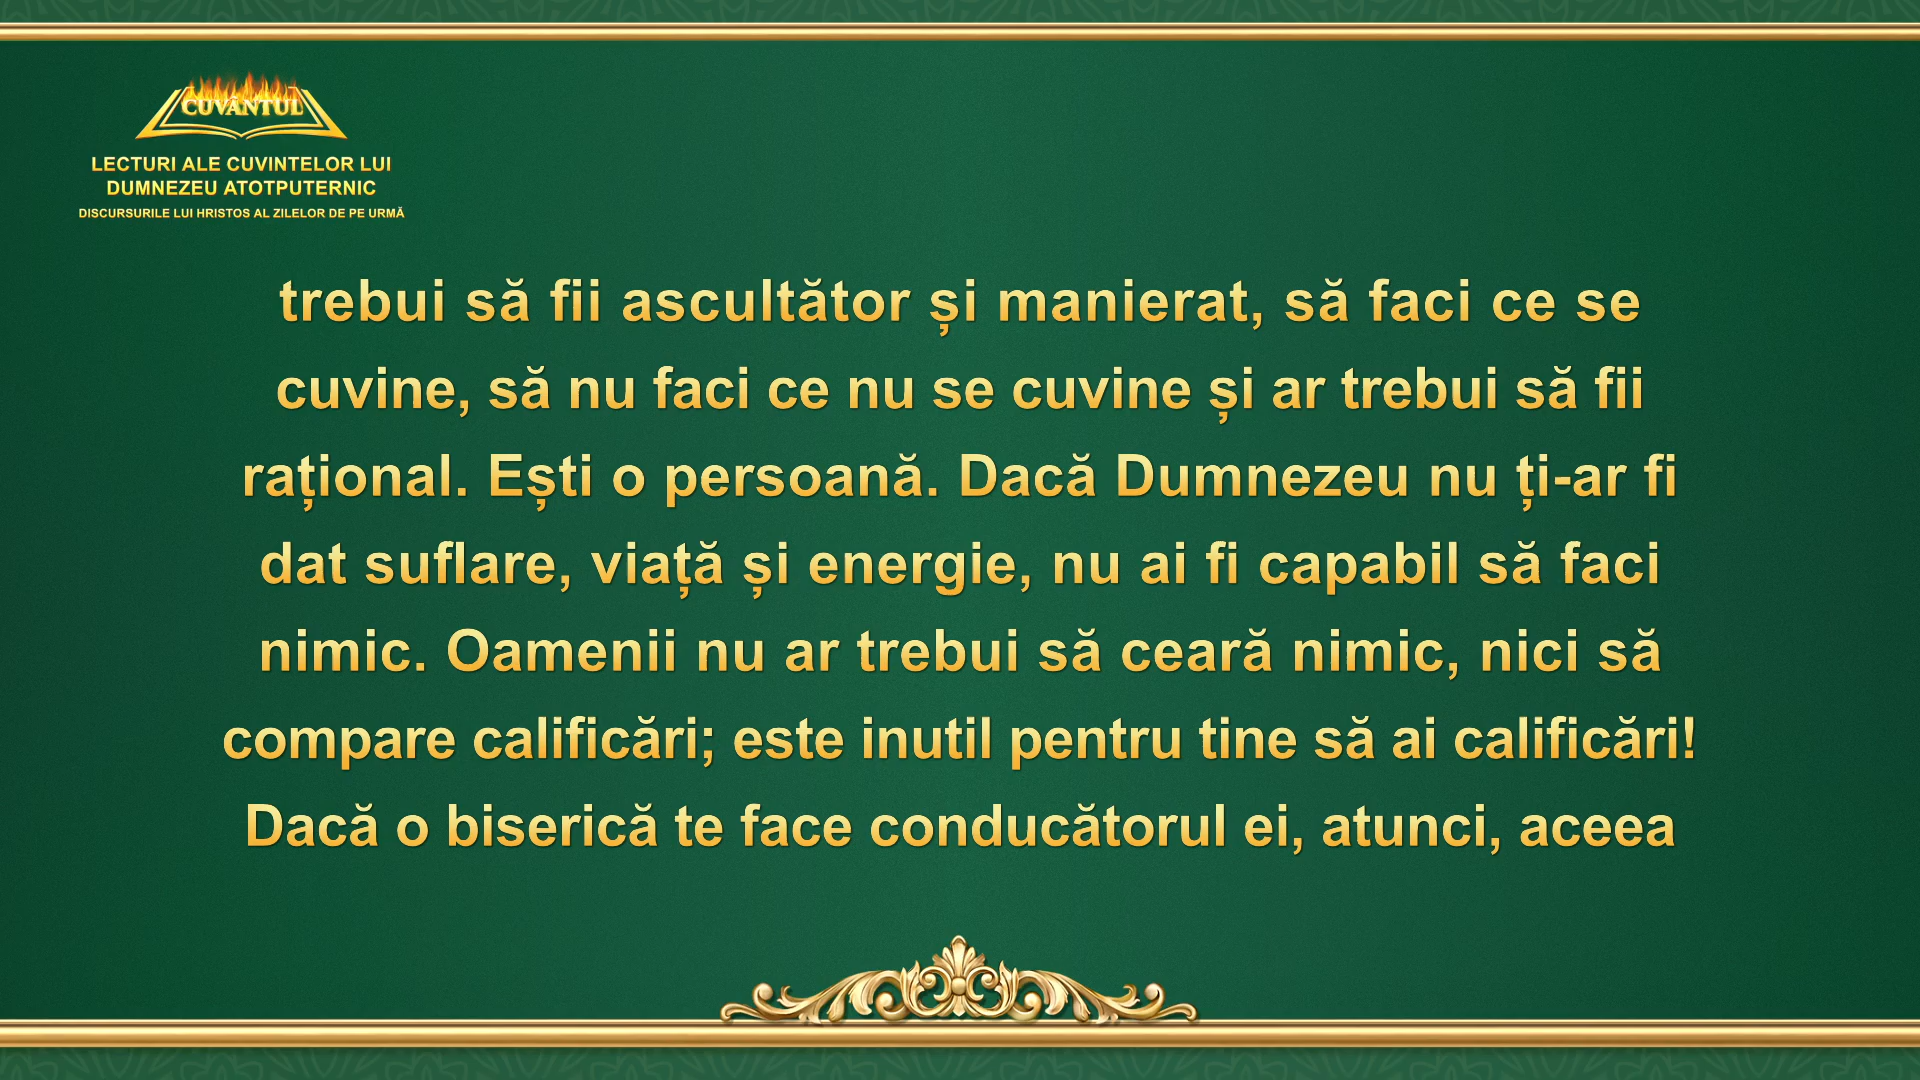 CUVÂNTUL
LECTURI ALE CUVINTELOR LUI
DUMNEZEU ATOTPUTERNIC
DISCURSURILE LUI HRISTOS AL ZILELOR DE PE URMĂ
trebui să fii ascultător și manierat, să faci ce se
cuvine, să nu faci ce nu se cuvine și ar trebui să fii
rațional. Ești o persoană. Dacă Dumnezeu nu ți-ar fi
dat suflare, viață și energie, nu ai fi capabil să faci
nimic. Oamenii nu ar trebui să ceară nimic, nici să
compare calificări; este inutil pentru tine să ai calificări!
Dacă o biserică te face conducătorul ei, atunci, aceea